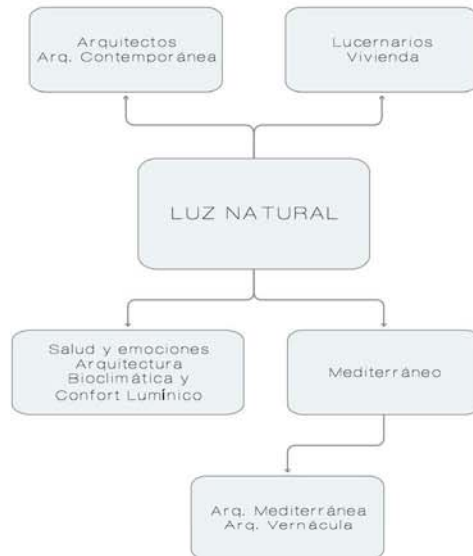 Arquitectos
Arq. Contemporánea
Lucernarios
Vivienda
LUZ NATURAL
Salud y emociones
Arquitectura
Bioclimática y
Confort Lumínico
Mediterráneo
Arq. Mediterránea
Arq. Vernácula